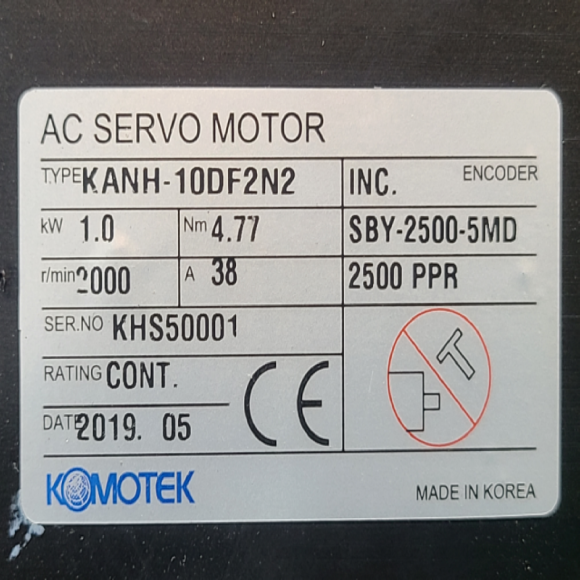 AC SERVO MOTOR
TYPE KANH-10DF2N2 INC. ENCODER
kW 1.0 Nm 4.77 SBY-2500-5MD
r/min 2000 A 38 2500 PPR
SER.NO KHS50001
RATING CONT.
DATE 2019. 05
CE
KOMOTEK MADE IN KOREA